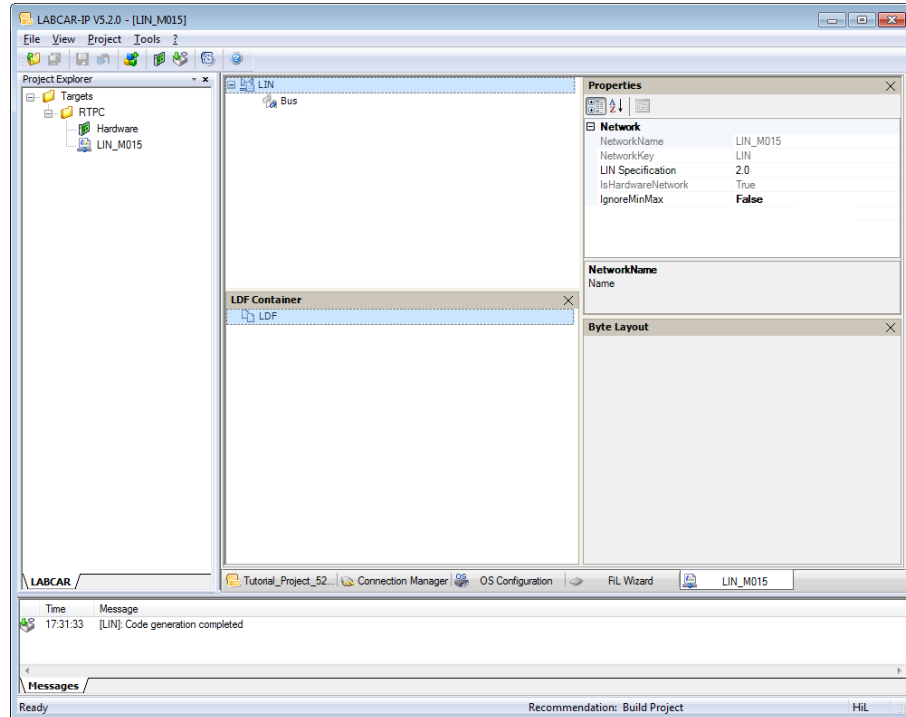 LABCAR-IP V5.2.0 - [LIN_M015]
File View Project Tools ?
Project Explorer
Targets
RTPC
Hardware
LIN_M015
LABCAR
LIN
Bus
LDF Container
LDF
Properties
Network
NetworkName LIN_M015
NetworkKey LIN
LIN Specification 2.0
IsHardwareNetwork True
IgnoreMinMax False
NetworkName
Name
Byte Layout
Tutorial_Project_52... Connection Manager OS Configuration FiL Wizard LIN_M015
Time Message
17:31:33 [LIN]: Code generation completed
Messages
Ready Recommendation: Build Project HiL